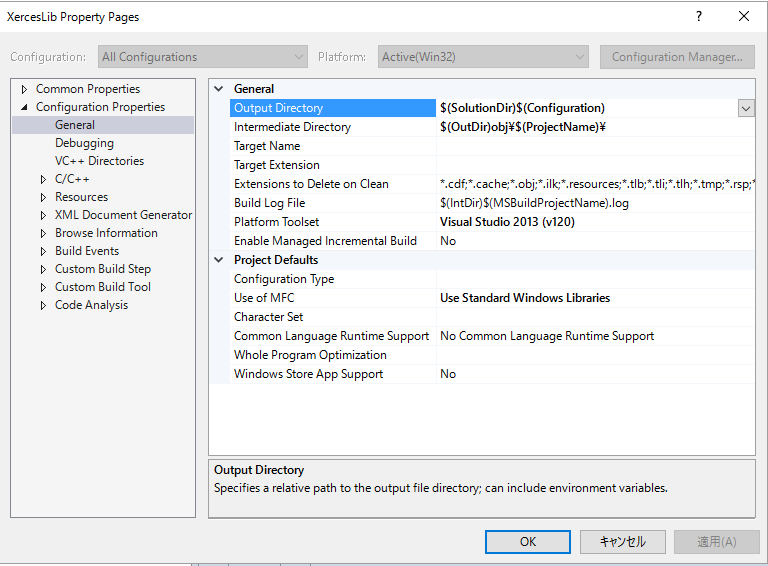 XercesLib Property Pages
Configuration: All Configurations Platform: Active(Win32) Configuration Manager...
Common Properties
Configuration Properties
General
Debugging
VC++ Directories
C/C++
Resources
XML Document Generator
Browse Information
Build Events
Custom Build Step
Custom Build Tool
Code Analysis
General
Output Directory $(SolutionDir)$(Configuration)
Intermediate Directory $(OutDir)obj¥$(ProjectName)¥
Target Name
Target Extension
Extensions to Delete on Clean *.cdf;*.cache;*.obj;*.ilk;*.resources;*.tlb;*.tli;*.tlh;*.tmp;*.rsp;*
Build Log File $(IntDir)$(MSBuildProjectName).log
Platform Toolset Visual Studio 2013 (v120)
Enable Managed Incremental Build No
Project Defaults
Configuration Type
Use of MFC Use Standard Windows Libraries
Character Set
Common Language Runtime Support No Common Language Runtime Support
Whole Program Optimization
Windows Store App Support No
Output Directory
Specifies a relative path to the output file directory; can include environment variables.
OK キャンセル 適用(A)